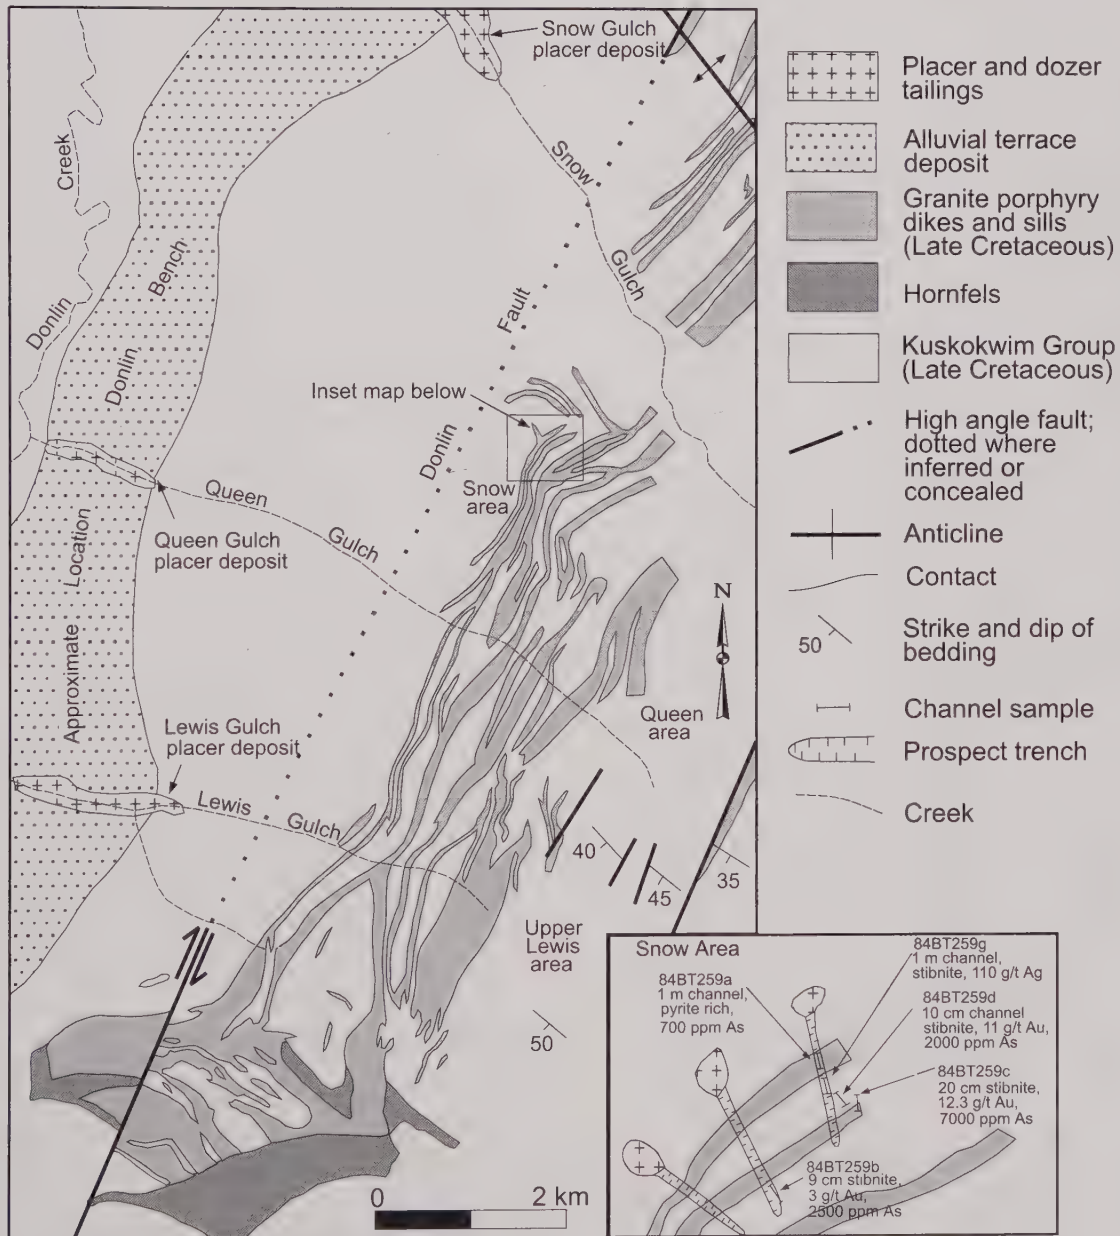 Snow Gulch
placer deposit
Creek
Donlin
Bench
Donlin
Snow
Gulch
Fault
Donlin
Inset map below
Snow
area
Queen
Gulch
Queen Gulch
placer deposit
Location
Approximate
Lewis Gulch
placer deposit
Lewis
Gulch
N
Queen
area
40
45
35
Upper
Lewis
area
50
0 2 km
Placer and dozer
tailings
Alluvial terrace
deposit
Granite porphyry
dikes and sills
(Late Cretaceous)
Hornfels
Kuskokwim Group
(Late Cretaceous)
High angle fault;
dotted where
inferred or
concealed
Anticline
Contact
50
Strike and dip of
bedding
Channel sample
Prospect trench
Creek
Snow Area
84BT259a
1 m channel,
pyrite rich,
700 ppm As
84BT259g
1 m channel,
stibnite, 110 g/t Ag
84BT259d
10 cm channel
stibnite, 11 g/t Au,
2000 ppm As
84BT259c
20 cm stibnite,
12.3 g/t Au,
7000 ppm As
84BT259b
9 cm stibnite,
3 g/t Au,
2500 ppm As